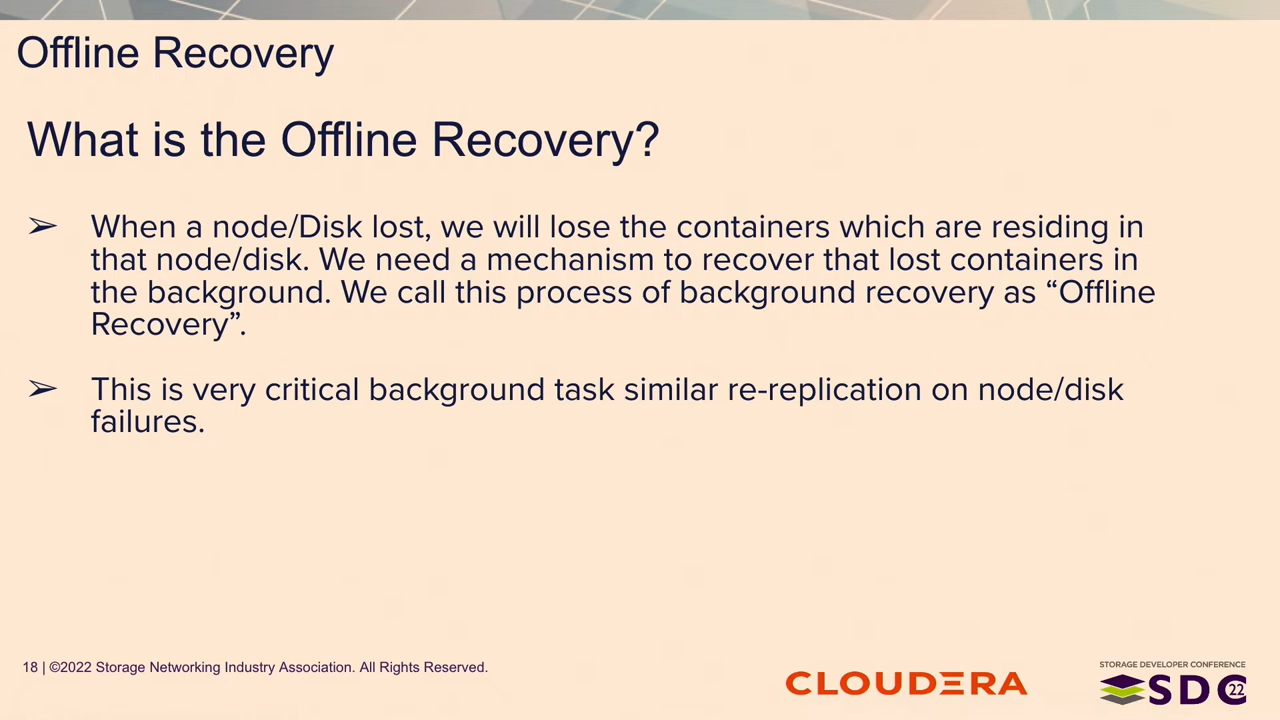 Offline Recovery
What is the Offline Recovery?
➢ When a node/Disk lost, we will lose the containers which are residing in
that node/disk. We need a mechanism to recover that lost containers in
the background. We call this process of background recovery as “Offline
Recovery”.
➢ This is very critical background task similar re-replication on node/disk
failures.
18 | ©2022 Storage Networking Industry Association. All Rights Reserved.
CLOUDERA
STORAGE DEVELOPER CONFERENCE
SDC 22